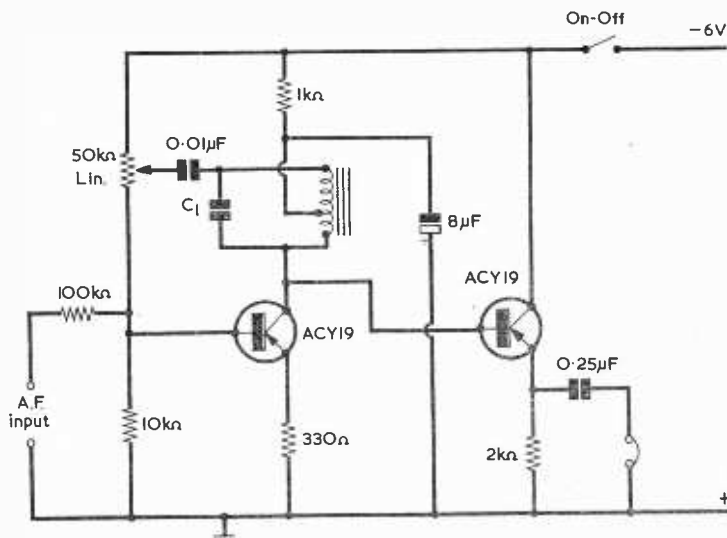 On-Off
−6V
1kΩ
0·01µF
50kΩ
Lin.
C1
8µF
ACY19
100kΩ
ACY19
0·25µF
A.F.
input
10kΩ
330Ω
2kΩ
+